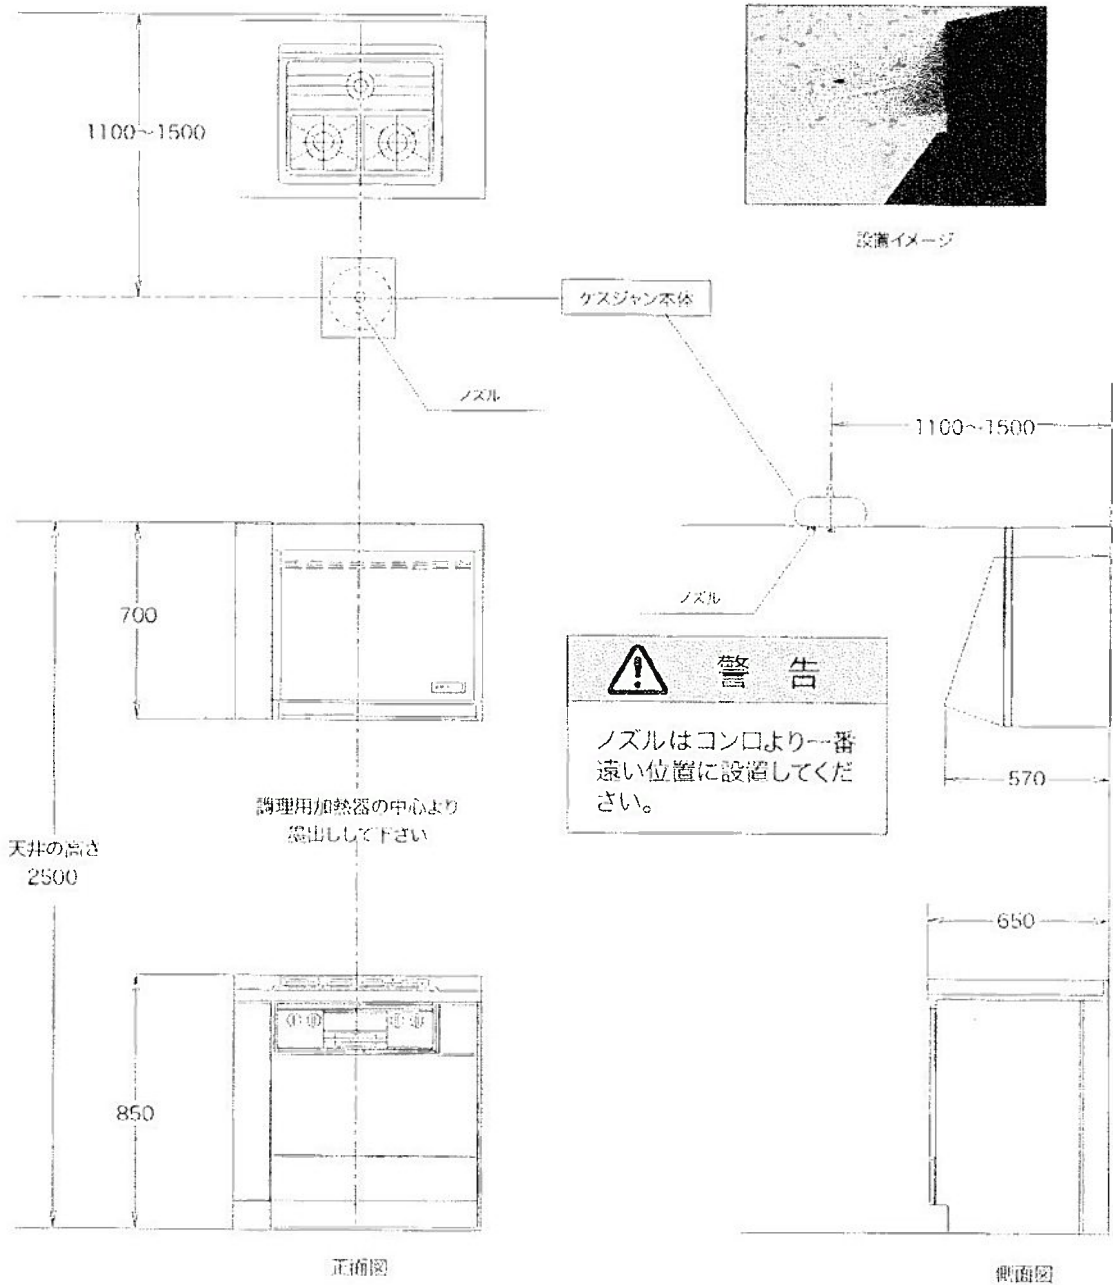 1100~1500
設置イメージ
ケスジャン本体
ノズル
1100~1500
700
ノズル
警 告
ノズルはコンロより一番
遠い位置に設置してくだ
さい。
570
調理用加熱器の中心より
墨出しして下さい
天井の高さ
2500
650
850
正面図
側面図